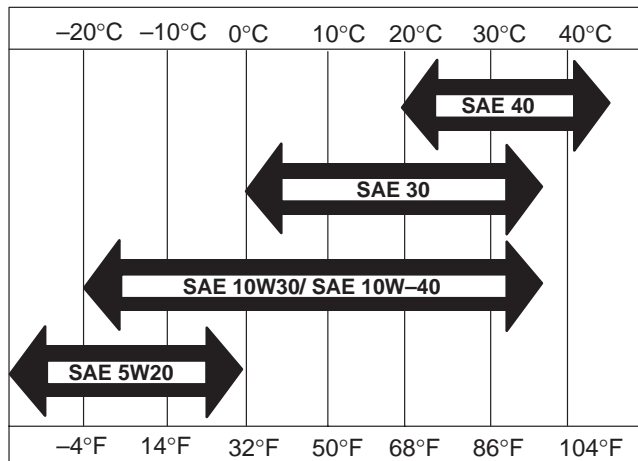 –20°C –10°C 0°C 10°C 20°C 30°C 40°C
SAE 40
SAE 30
SAE 10W30/ SAE 10W–40
SAE 5W20
–4°F 14°F 32°F 50°F 68°F 86°F 104°F